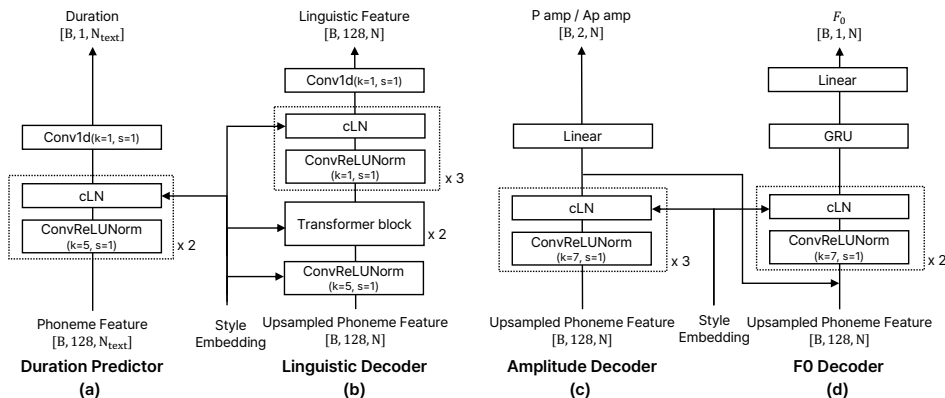 Duration
[B, 1, N_text]
Conv1d(k=1, s=1)
cLN
ConvReLUNorm
(k=5, s=1)
x 2
Phoneme Feature
[B, 128, N_text]
Duration Predictor
(a)
Style
Embedding
Linguistic Feature
[B, 128, N]
Conv1d(k=1, s=1)
cLN
ConvReLUNorm
(k=1, s=1)
x 3
Transformer block
x 2
ConvReLUNorm
(k=5, s=1)
Upsampled Phoneme Feature
[B, 128, N]
Linguistic Decoder
(b)
P amp / Ap amp
[B, 2, N]
Linear
cLN
ConvReLUNorm
(k=7, s=1)
x 3
Upsampled Phoneme Feature
[B, 128, N]
Amplitude Decoder
(c)
Style
Embedding
F_0
[B, 1, N]
Linear
GRU
cLN
ConvReLUNorm
(k=7, s=1)
x 2
Upsampled Phoneme Feature
[B, 128, N]
F0 Decoder
(d)